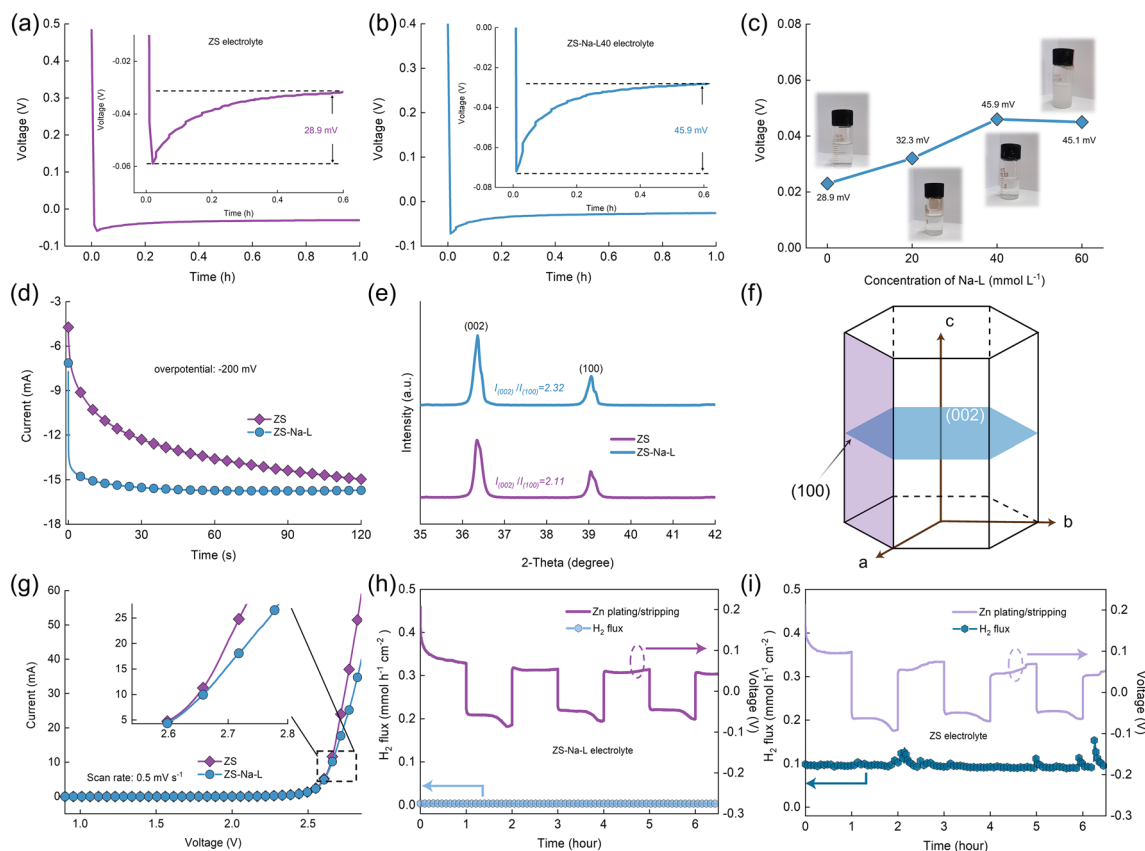 (a)
0.5
0.4
0.3
0.2
0.1
0.0
-0.1
Voltage (V)
0.0 0.2 0.4 0.6 0.8 1.0
Time (h)
ZS electrolyte
-0.02
-0.04
-0.06
Voltage (V)
28.9 mV
0.0 0.2 0.4 0.6
Time (h)
(b)
0.4
0.3
0.2
0.1
0.0
-0.1
Voltage (V)
0.0 0.2 0.4 0.6 0.8 1.0
Time (h)
ZS-Na-L40 electrolyte
0.00
-0.02
-0.04
-0.06
-0.08
Voltage (V)
45.9 mV
0.0 0.2 0.4 0.6
Time (h)
(c)
0.08
0.06
0.04
0.02
0.00
Voltage (V)
28.9 mV
32.3 mV
45.9 mV
45.1 mV
0 20 40 60
Concentration of Na-L (mmol L⁻¹)
(d)
-3
-6
-9
-12
-15
-18
Current (mA)
overpotential: -200 mV
ZS
ZS-Na-L
0 30 60 90 120
Time (s)
(e)
Intensity (a.u.)
(002)
(100)
I(002) /I(100)=2.32
ZS
ZS-Na-L
I(002) /I(100)=2.11
35 36 37 38 39 40 41 42
2-Theta (degree)
(f)
c
(002)
(100)
b
a
(g)
60
50
40
30
20
10
0
Current (mA)
25
20
15
10
5
2.6 2.7 2.8
ZS
ZS-Na-L
Scan rate: 0.5 mV s⁻¹
1.0 1.5 2.0 2.5
Voltage (V)
(h)
0.5
0.4
0.3
0.2
0.1
0.0
H₂ flux (mmol h⁻¹ cm⁻²)
Zn plating/stripping
H₂ flux
ZS-Na-L electrolyte
0.2
0.1
0.0
-0.1
-0.2
-0.3
Voltage (V)
0 1 2 3 4 5 6
Time (hour)
(i)
0.5
0.4
0.3
0.2
0.1
0.0
H₂ flux (mmol h⁻¹ cm⁻²)
Zn plating/stripping
H₂ flux
ZS electrolyte
0.2
0.1
0.0
-0.1
-0.2
-0.3
Voltage (V)
0 1 2 3 4 5 6
Time (hour)